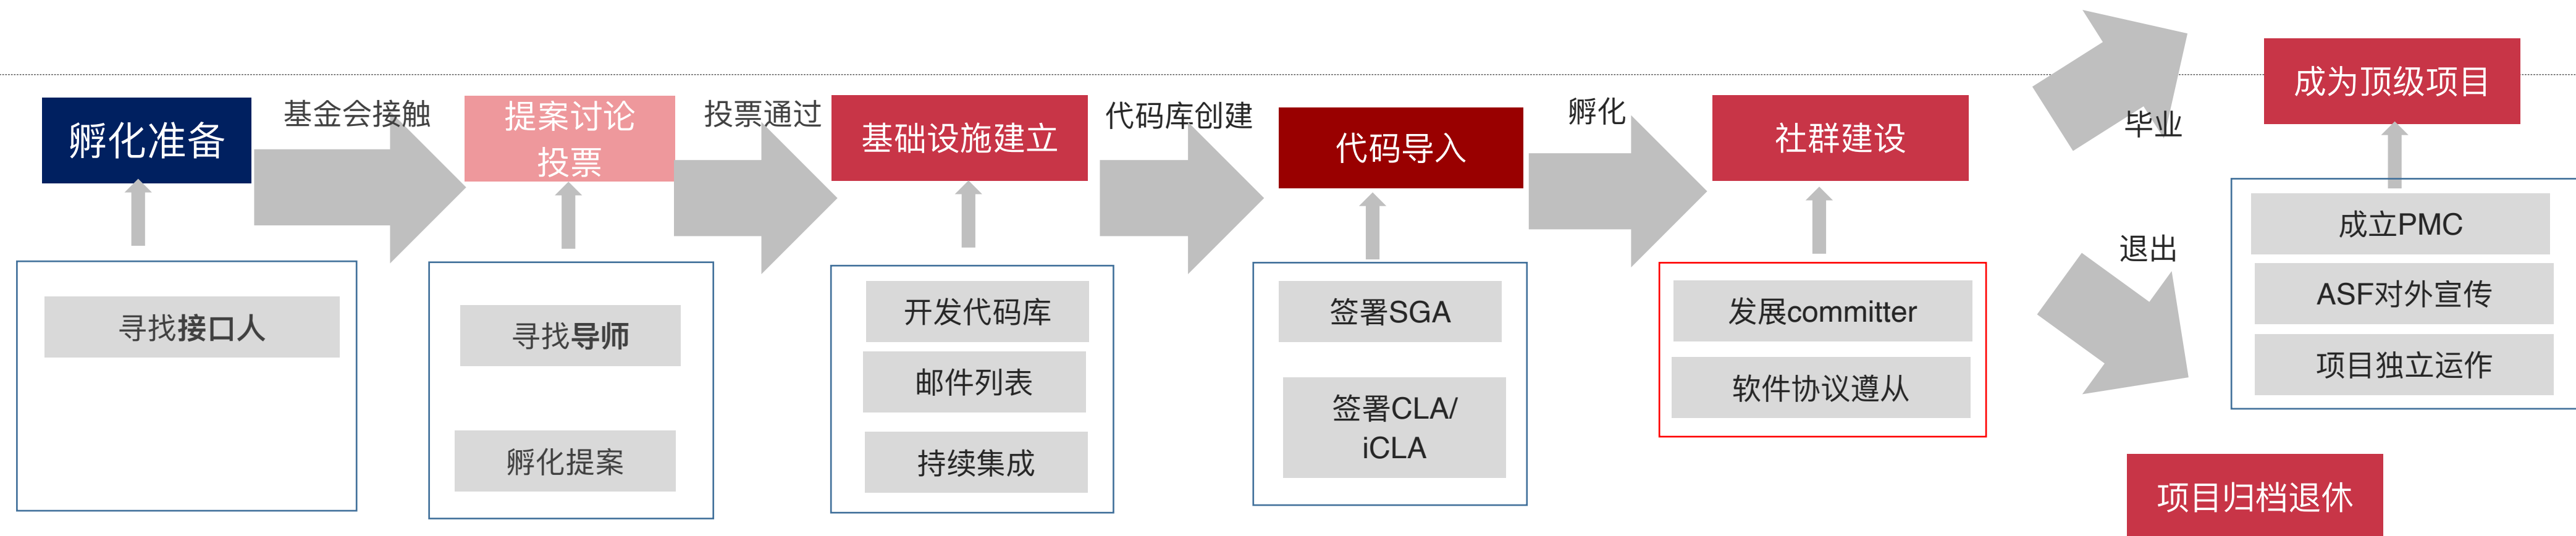 孵化准备
基金会接触
提案讨论
投票
投票通过
基础设施建立
代码库创建
代码导入
孵化
社群建设
毕业
成为顶级项目
退出
项目归档退休
寻找接口人
寻找导师
孵化提案
开发代码库
邮件列表
持续集成
签署SGA
签署CLA/
iCLA
发展committer
软件协议遵从
成立PMC
ASF对外宣传
项目独立运作